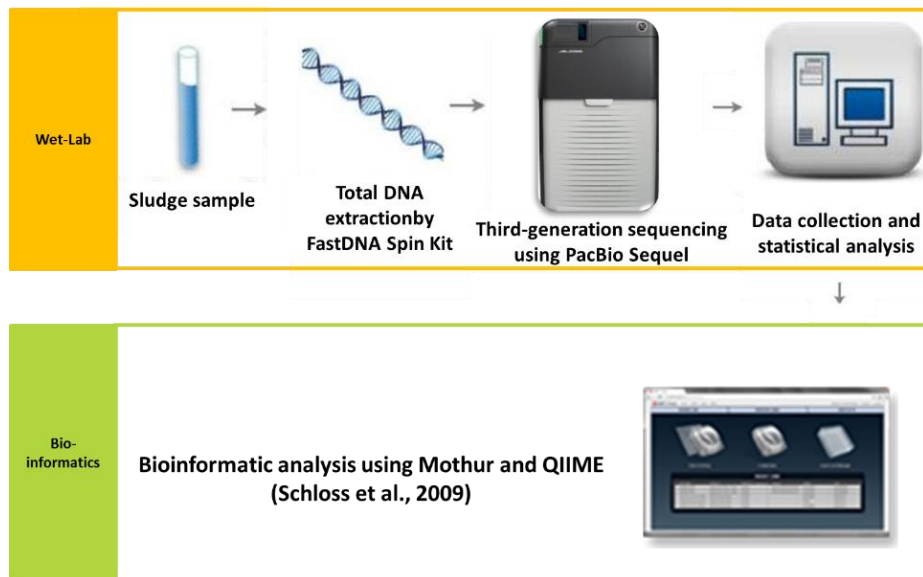 Wet-Lab
Sludge sample
Total DNA
extractionby
FastDNA Spin Kit
Third-generation sequencing
using PacBio Sequel
Data collection and
statistical analysis
Bio-
informatics
Bioinformatic analysis using Mothur and QIIME
(Schloss et al., 2009)